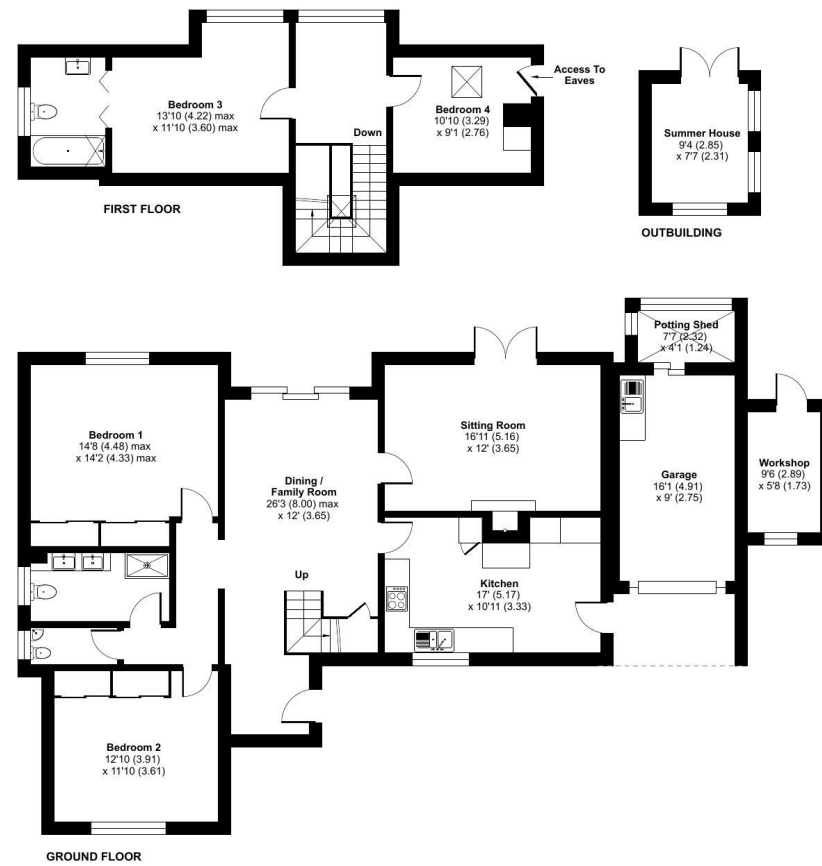 Bedroom 3
13'10 (4.22) max
x 11'10 (3.60) max
Down
Bedroom 4
10'10 (3.29)
x 9'1 (2.76)
Access To
Eaves
FIRST FLOOR
Summer House
9'4 (2.85)
x 7'7 (2.31)
OUTBUILDING
Potting Shed
7'7 (2.32)
x 4'1 (1.24)
Bedroom 1
14'8 (4.48) max
x 14'2 (4.33) max
Dining /
Family Room
26'3 (8.00) max
x 12' (3.65)
Sitting Room
16'11 (5.16)
x 12' (3.65)
Garage
16'1 (4.91)
x 9' (2.75)
Workshop
9'6 (2.89)
x 5'8 (1.73)
Up
Kitchen
17' (5.17)
x 10'11 (3.33)
Bedroom 2
12'10 (3.91)
x 11'10 (3.61)
GROUND FLOOR